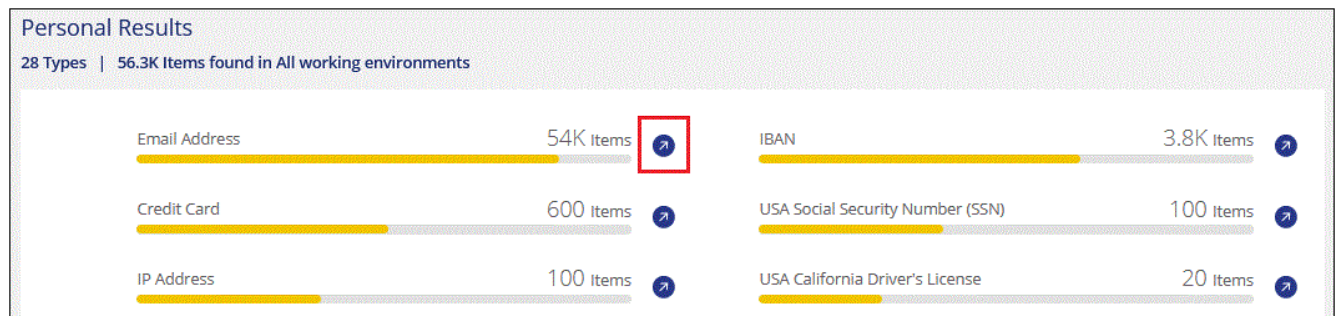 Personal Results
28 Types | 56.3K Items found in All working environments
Email Address 54K Items
IBAN 3.8K Items
Credit Card 600 Items
USA Social Security Number (SSN) 100 Items
IP Address 100 Items
USA California Driver's License 20 Items